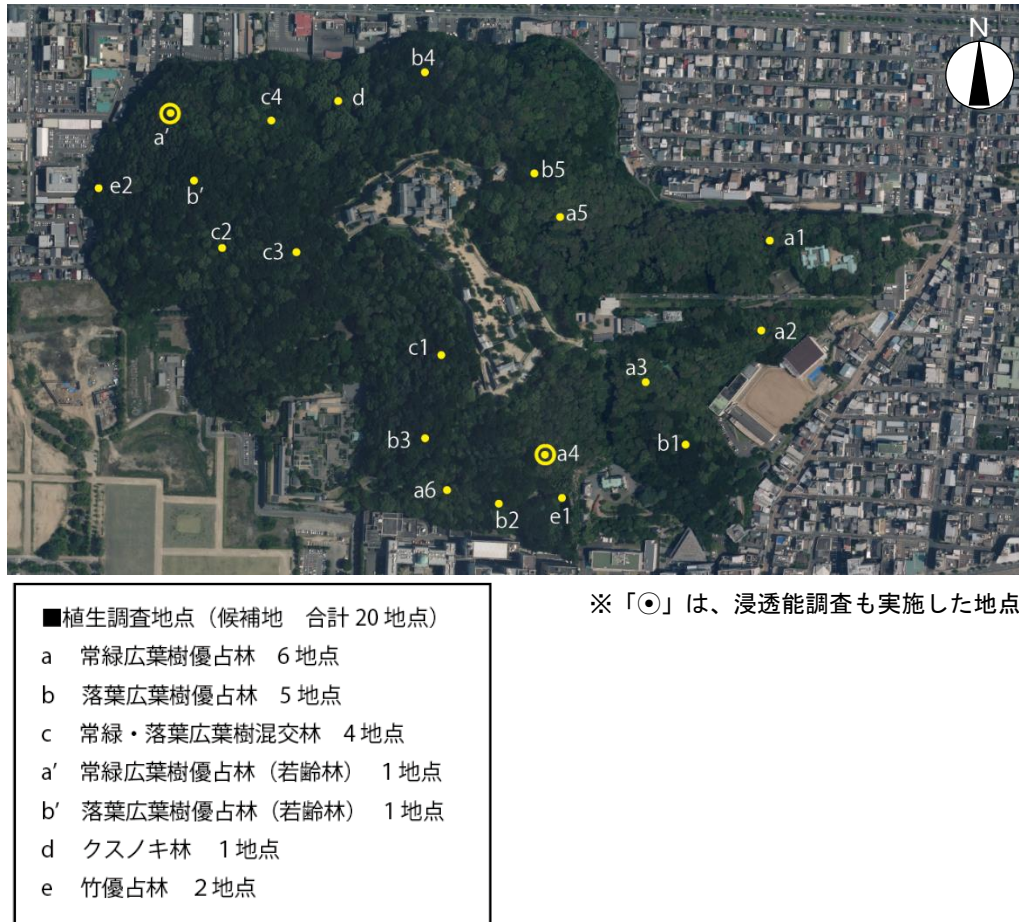 N
b4
c4
d
a′
b5
e2
b′
a5
a1
c2
c3
a2
c1
a3
b3
b1
a4
a6
b2
e1
※「◉」は、浸透能調査も実施した地点
■植生調査地点（候補地　合計 20 地点）
a　常緑広葉樹優占林　6 地点
b　落葉広葉樹優占林　5 地点
c　常緑・落葉広葉樹混交林　4 地点
a′　常緑広葉樹優占林（若齢林）　1 地点
b′　落葉広葉樹優占林（若齢林）　1 地点
d　クスノキ林　1 地点
e　竹優占林　2 地点